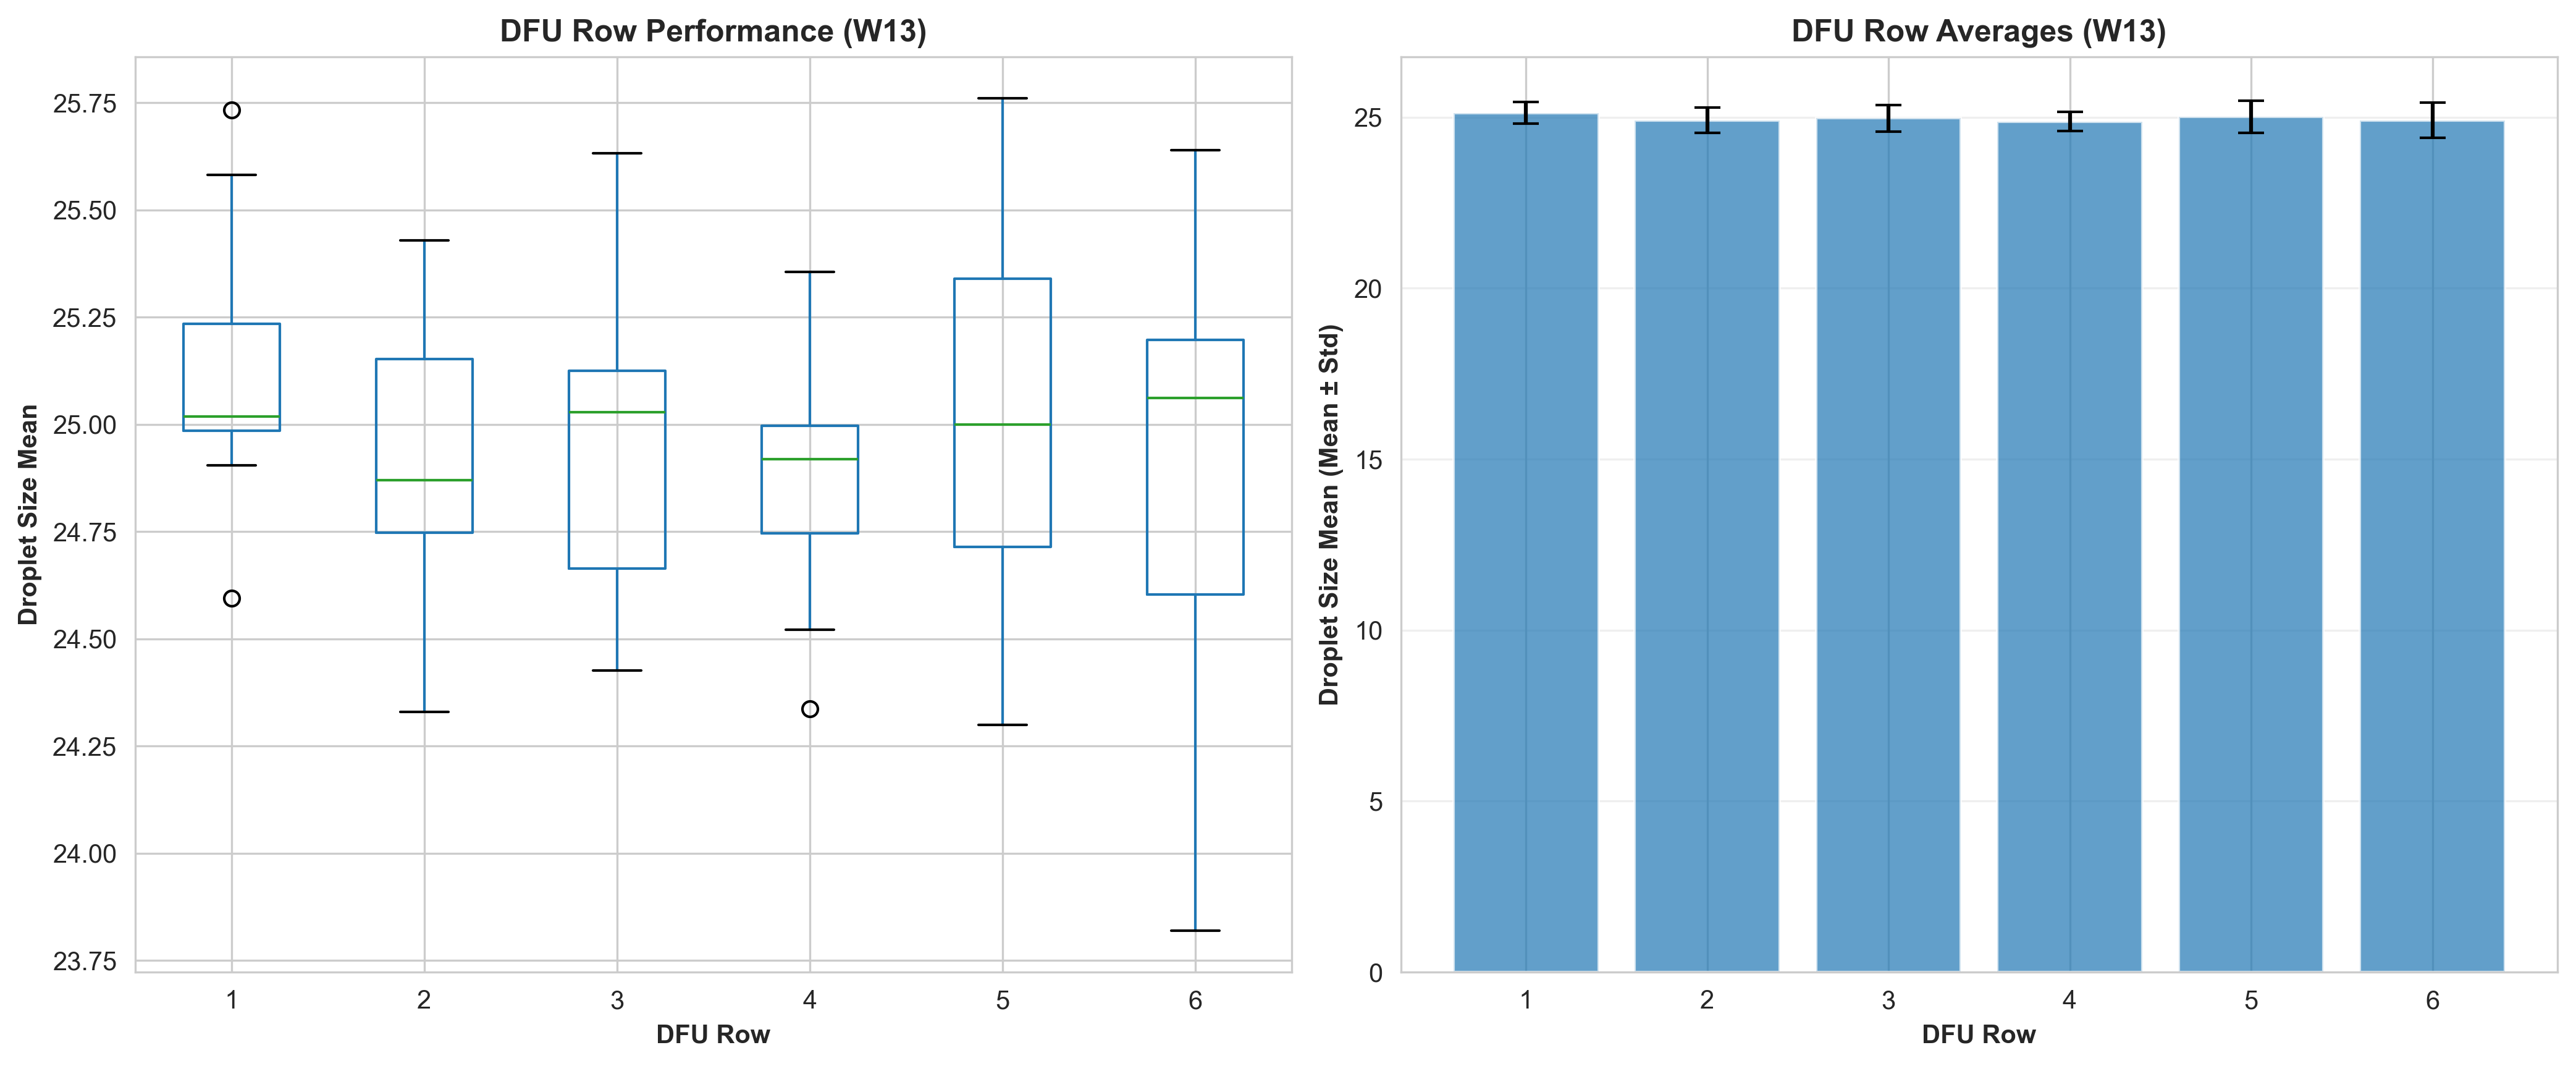 DFU Row Performance (W13)
Droplet Size Mean
25.75
25.50
25.25
25.00
24.75
24.50
24.25
24.00
23.75
1 2 3 4 5 6
DFU Row
DFU Row Averages (W13)
Droplet Size Mean (Mean ± Std)
25
20
15
10
5
0
1 2 3 4 5 6
DFU Row